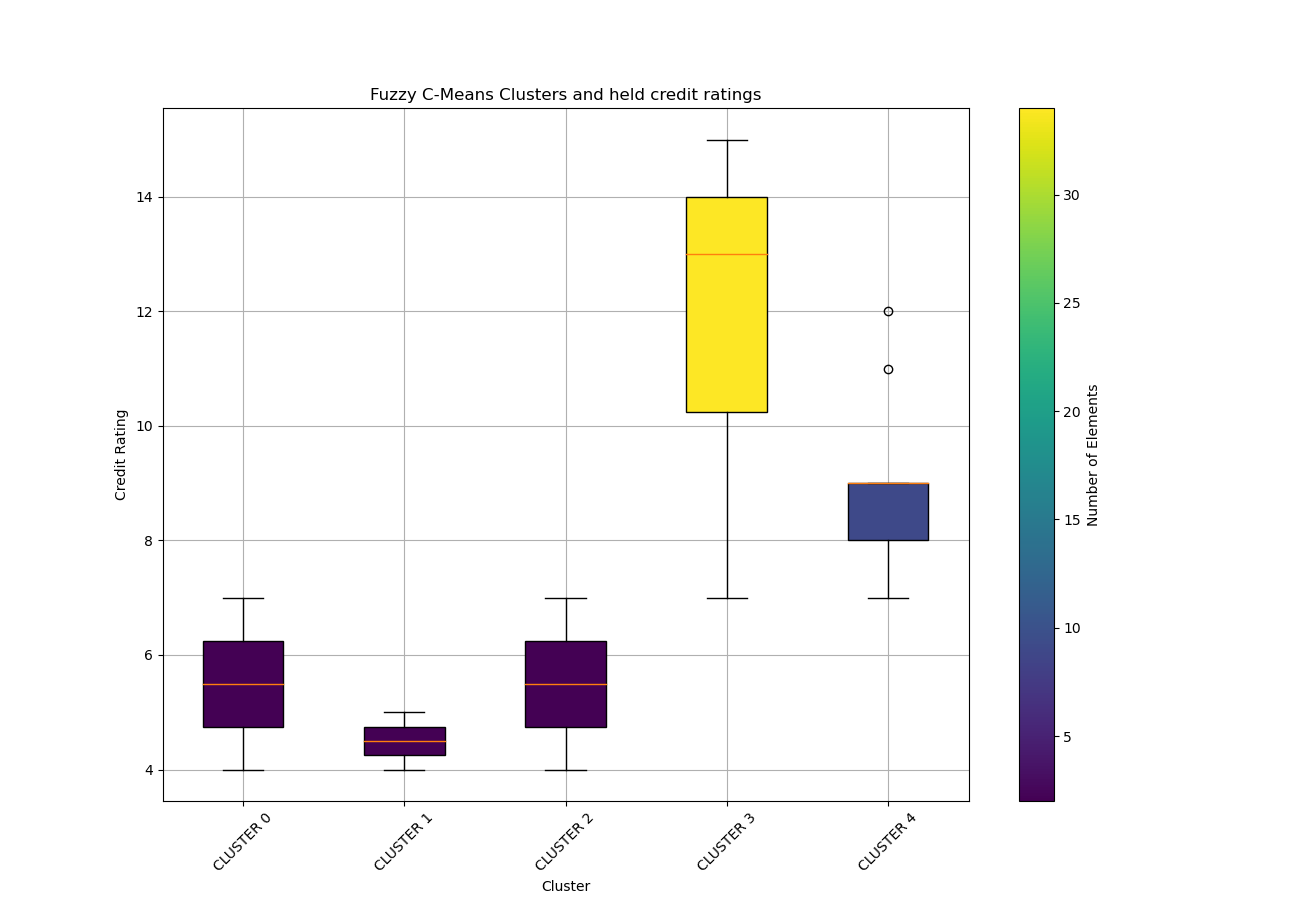 Fuzzy C-Means Clusters and held credit ratings
14
12
10
8
6
4
Credit Rating
CLUSTER 0
CLUSTER 1
CLUSTER 2
CLUSTER 3
CLUSTER 4
Cluster
30
25
20
15
10
5
Number of Elements